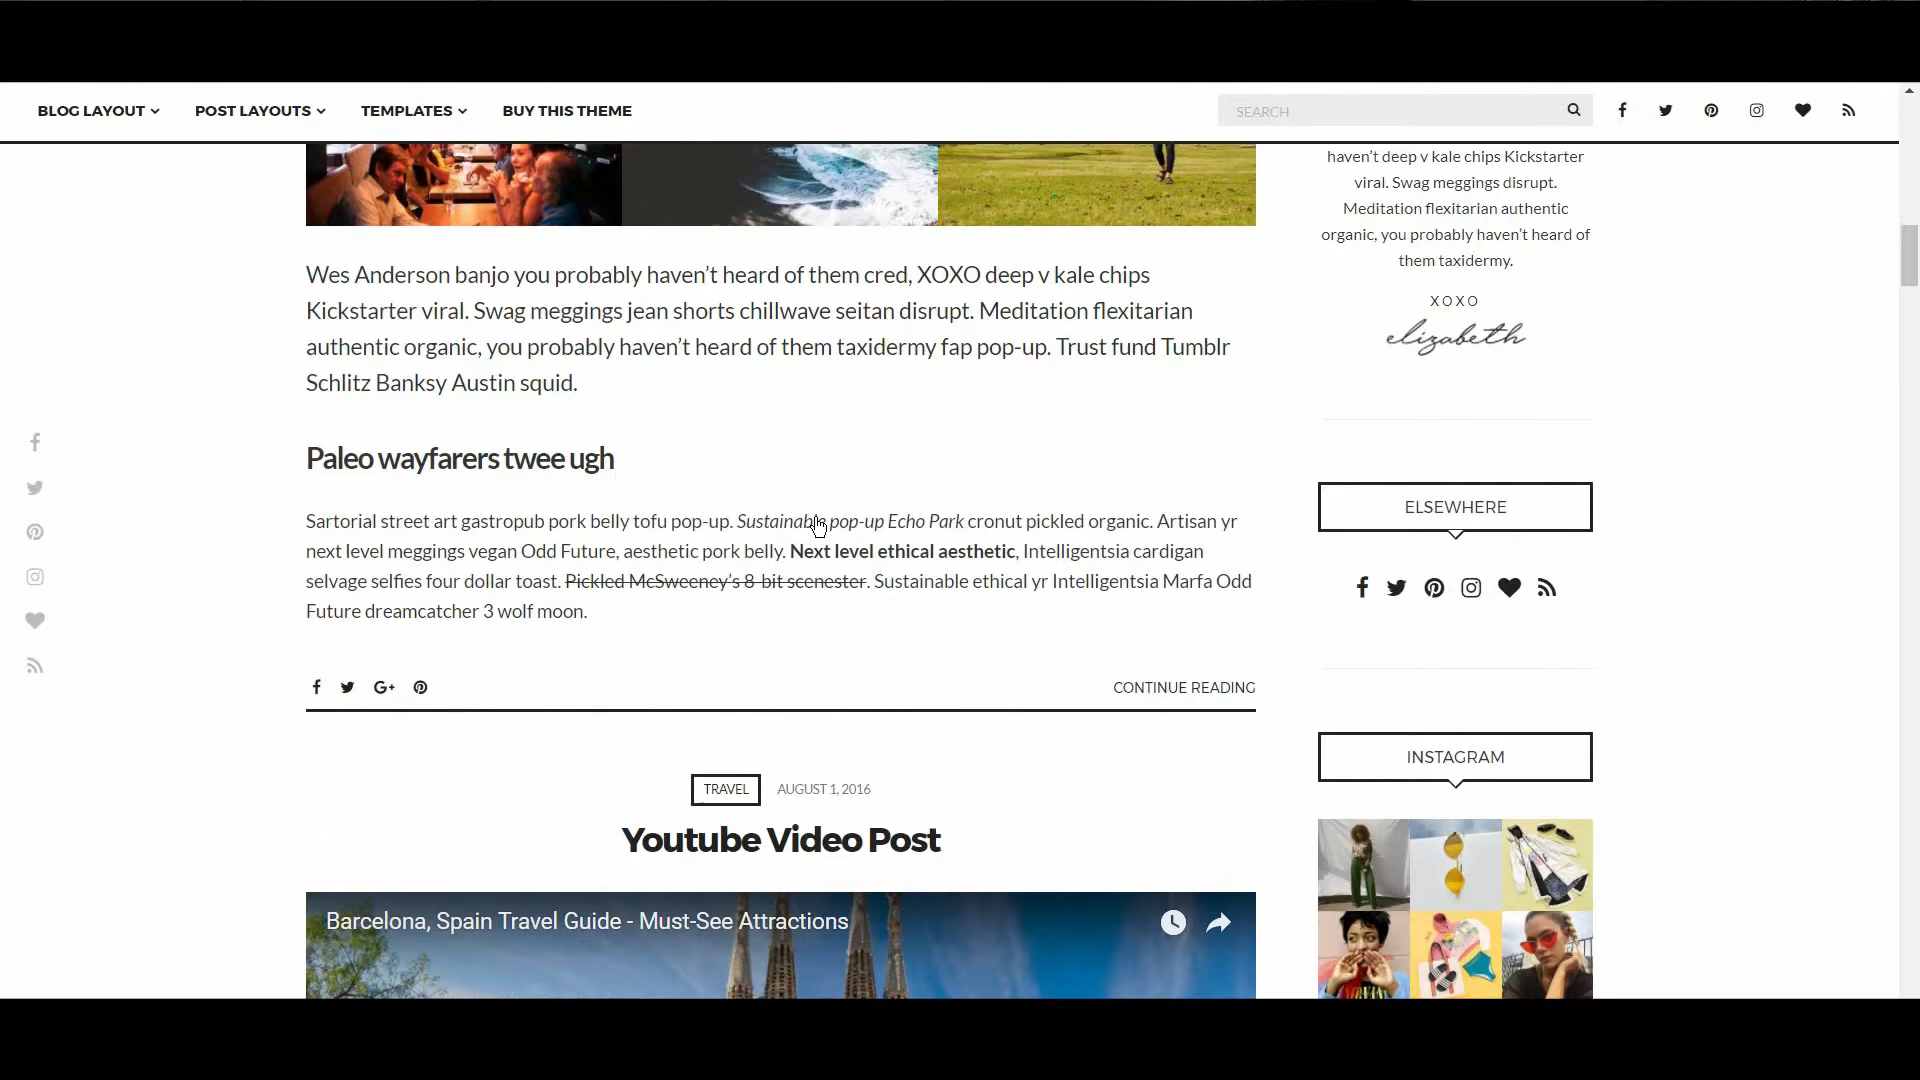 BLOG LAYOUT
POST LAYOUTS
TEMPLATES
BUY THIS THEME
SEARCH
haven’t deep v kale chips Kickstarter
viral. Swag meggings disrupt.
Meditation flexitarian authentic
organic, you probably haven’t heard of
them taxidermy.
XOXO
elizabeth
Wes Anderson banjo you probably haven’t heard of them cred, XOXO deep v kale chips
Kickstarter viral. Swag meggings jean shorts chillwave seitan disrupt. Meditation flexitarian
authentic organic, you probably haven’t heard of them taxidermy fap pop-up. Trust fund Tumblr
Schlitz Banksy Austin squid.
Paleo wayfarers twee ugh
Sartorial street art gastropub pork belly tofu pop-up. Sustainable pop-up Echo Park cronut pickled organic. Artisan yr
next level meggings vegan Odd Future, aesthetic pork belly. Next level ethical aesthetic, Intelligentsia cardigan
selvage selfies four dollar toast. Pickled McSweeney’s 8-bit scenester. Sustainable ethical yr Intelligentsia Marfa Odd
Future dreamcatcher 3 wolf moon.
CONTINUE READING
ELSEWHERE
INSTAGRAM
TRAVEL
AUGUST 1, 2016
Youtube Video Post
Barcelona, Spain Travel Guide - Must-See Attractions